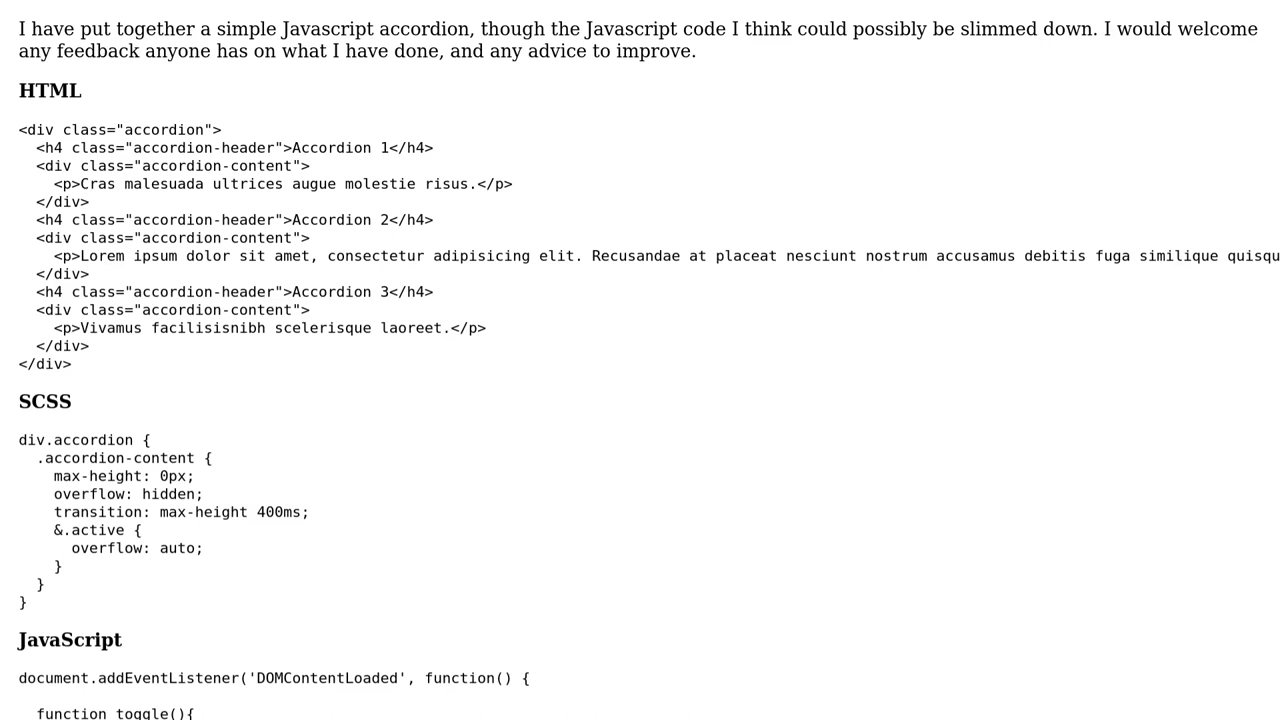 I have put together a simple Javascript accordion, though the Javascript code I think could possibly be slimmed down. I would welcome
any feedback anyone has on what I have done, and any advice to improve.
HTML
<div class="accordion">
  <h4 class="accordion-header">Accordion 1</h4>
  <div class="accordion-content">
    <p>Cras malesuada ultrices augue molestie risus.</p>
  </div>
  <h4 class="accordion-header">Accordion 2</h4>
  <div class="accordion-content">
    <p>Lorem ipsum dolor sit amet, consectetur adipisicing elit. Recusandae at placeat nesciunt nostrum accusamus debitis fuga similique quisqu
  </div>
  <h4 class="accordion-header">Accordion 3</h4>
  <div class="accordion-content">
    <p>Vivamus facilisisnibh scelerisque laoreet.</p>
  </div>
</div>
SCSS
div.accordion {
  .accordion-content {
    max-height: 0px;
    overflow: hidden;
    transition: max-height 400ms;
    &.active {
      overflow: auto;
    }
  }
}
JavaScript
document.addEventListener('DOMContentLoaded', function() {
  function toggle(){